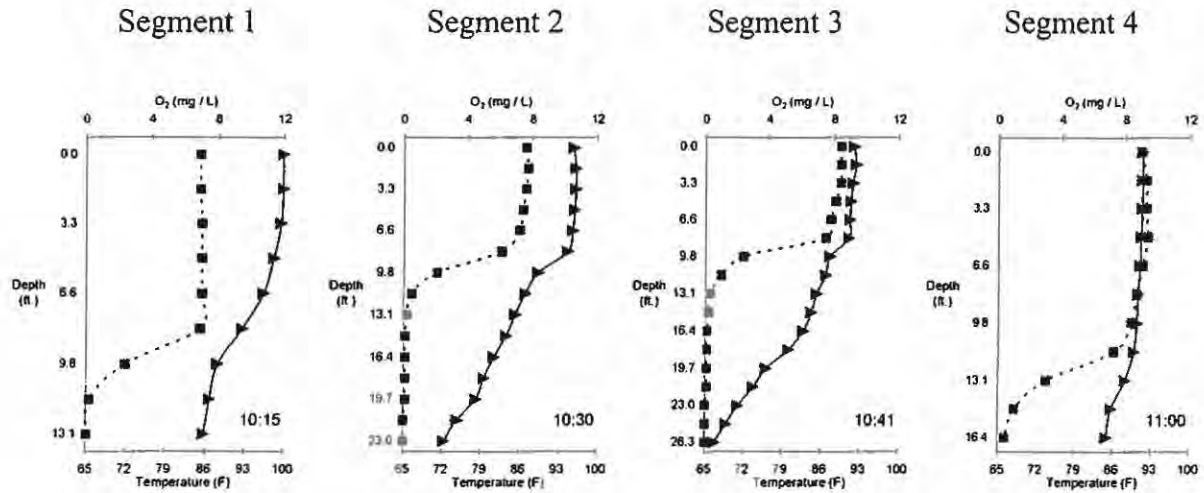 Segment 1
Segment 2
Segment 3
Segment 4
O₂ (mg / L)
0 4 8 12
0.0
3.3
6.6
9.8
13.1
Depth
(ft.)
10:15
65 72 79 86 93 100
Temperature (F)
O₂ (mg / L)
0 4 8 12
0.0
3.3
6.6
9.8
13.1
16.4
19.7
23.0
Depth
(ft.)
10:30
65 72 79 86 93 100
Temperature (F)
O₂ (mg / L)
0 4 8 12
0.0
3.3
6.6
9.8
13.1
16.4
19.7
23.0
26.3
Depth
(ft.)
10:41
65 72 79 86 93 100
Temperature (F)
O₂ (mg / L)
0 4 8 12
0.0
3.3
6.6
9.8
13.1
16.4
Depth
(ft.)
11:00
65 72 79 86 93 100
Temperature (F)